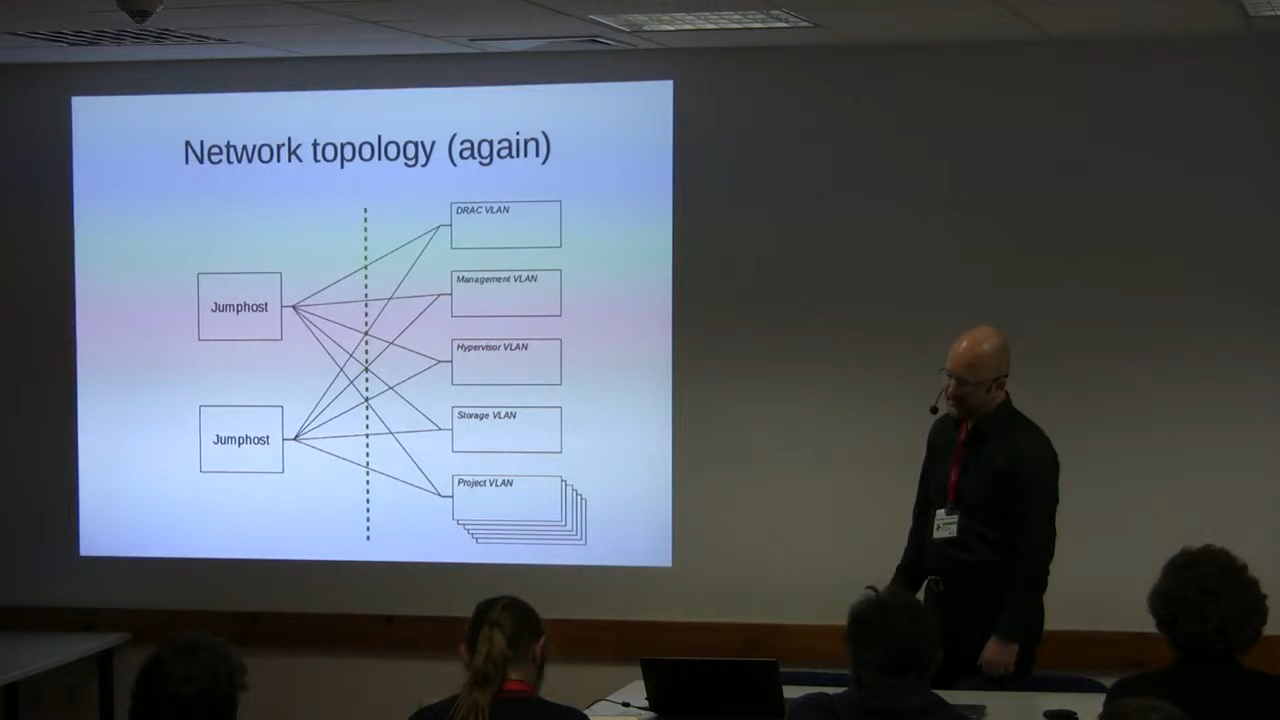 Network topology (again)
DRAC VLAN
Management VLAN
Jumphost
Hypervisor VLAN
Storage VLAN
Jumphost
Project VLAN